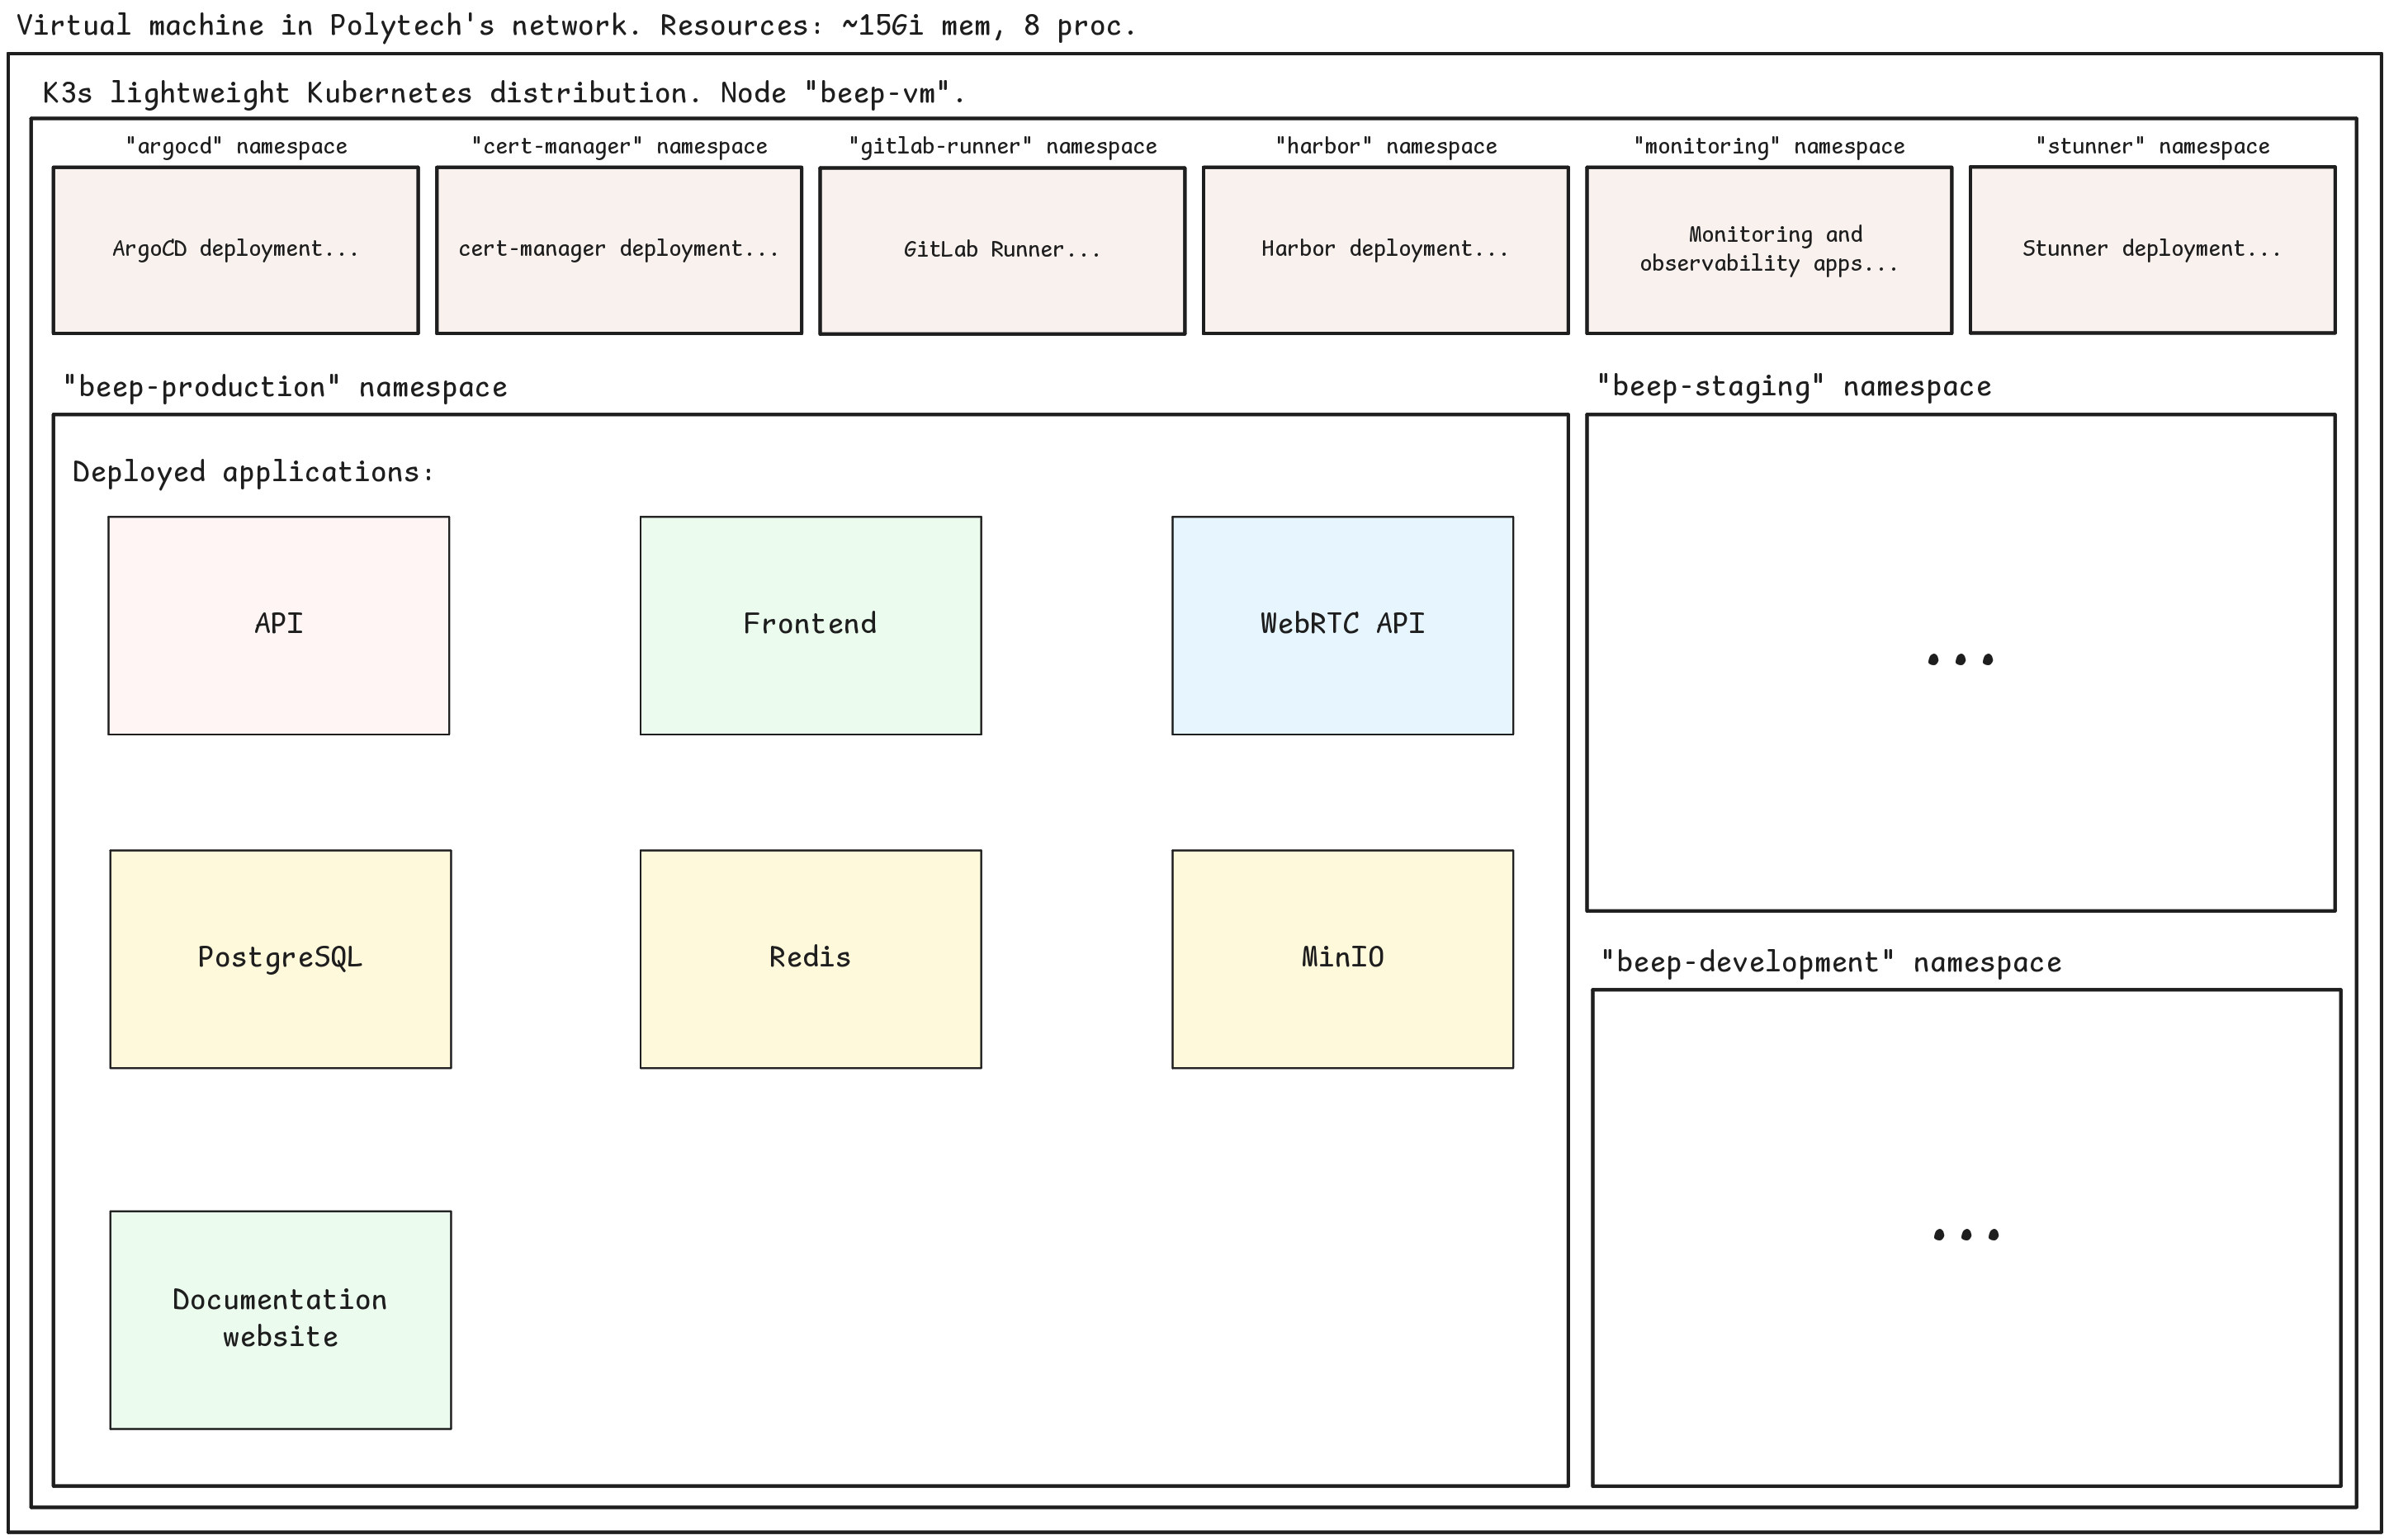 Virtual machine in Polytech's network. Resources: ~15Gi mem, 8 proc.
K3s lightweight Kubernetes distribution. Node "beep-vm".
"argocd" namespace
"cert-manager" namespace
"gitlab-runner" namespace
"harbor" namespace
"monitoring" namespace
"stunner" namespace
ArgoCD deployment...
cert-manager deployment...
GitLab Runner...
Harbor deployment...
Monitoring and
observability apps...
Stunner deployment...
"beep-production" namespace
"beep-staging" namespace
Deployed applications:
API
Frontend
WebRTC API
...
PostgreSQL
Redis
MinIO
"beep-development" namespace
...
Documentation
website